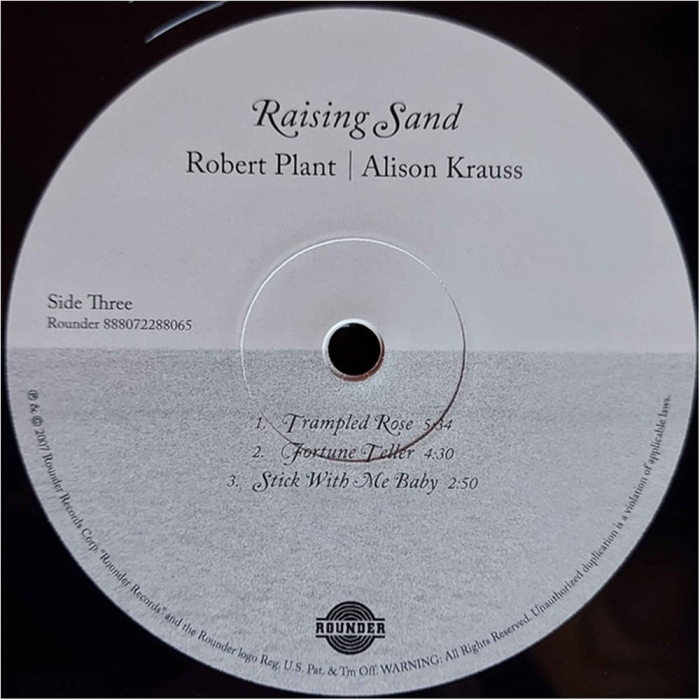 Raising Sand
Robert Plant | Alison Krauss
Side Three
Rounder 888072288065
1. Trampled Rose 5:34
2. Fortune Teller 4:30
3. Stick With Me Baby 2:50
ROUNDER
℗ & © 2007 Rounder Records Corp. "Rounder Records" and the Rounder logo Reg. U.S. Pat. & Tm Off. WARNING: All Rights Reserved. Unauthorized duplication is a violation of applicable laws.